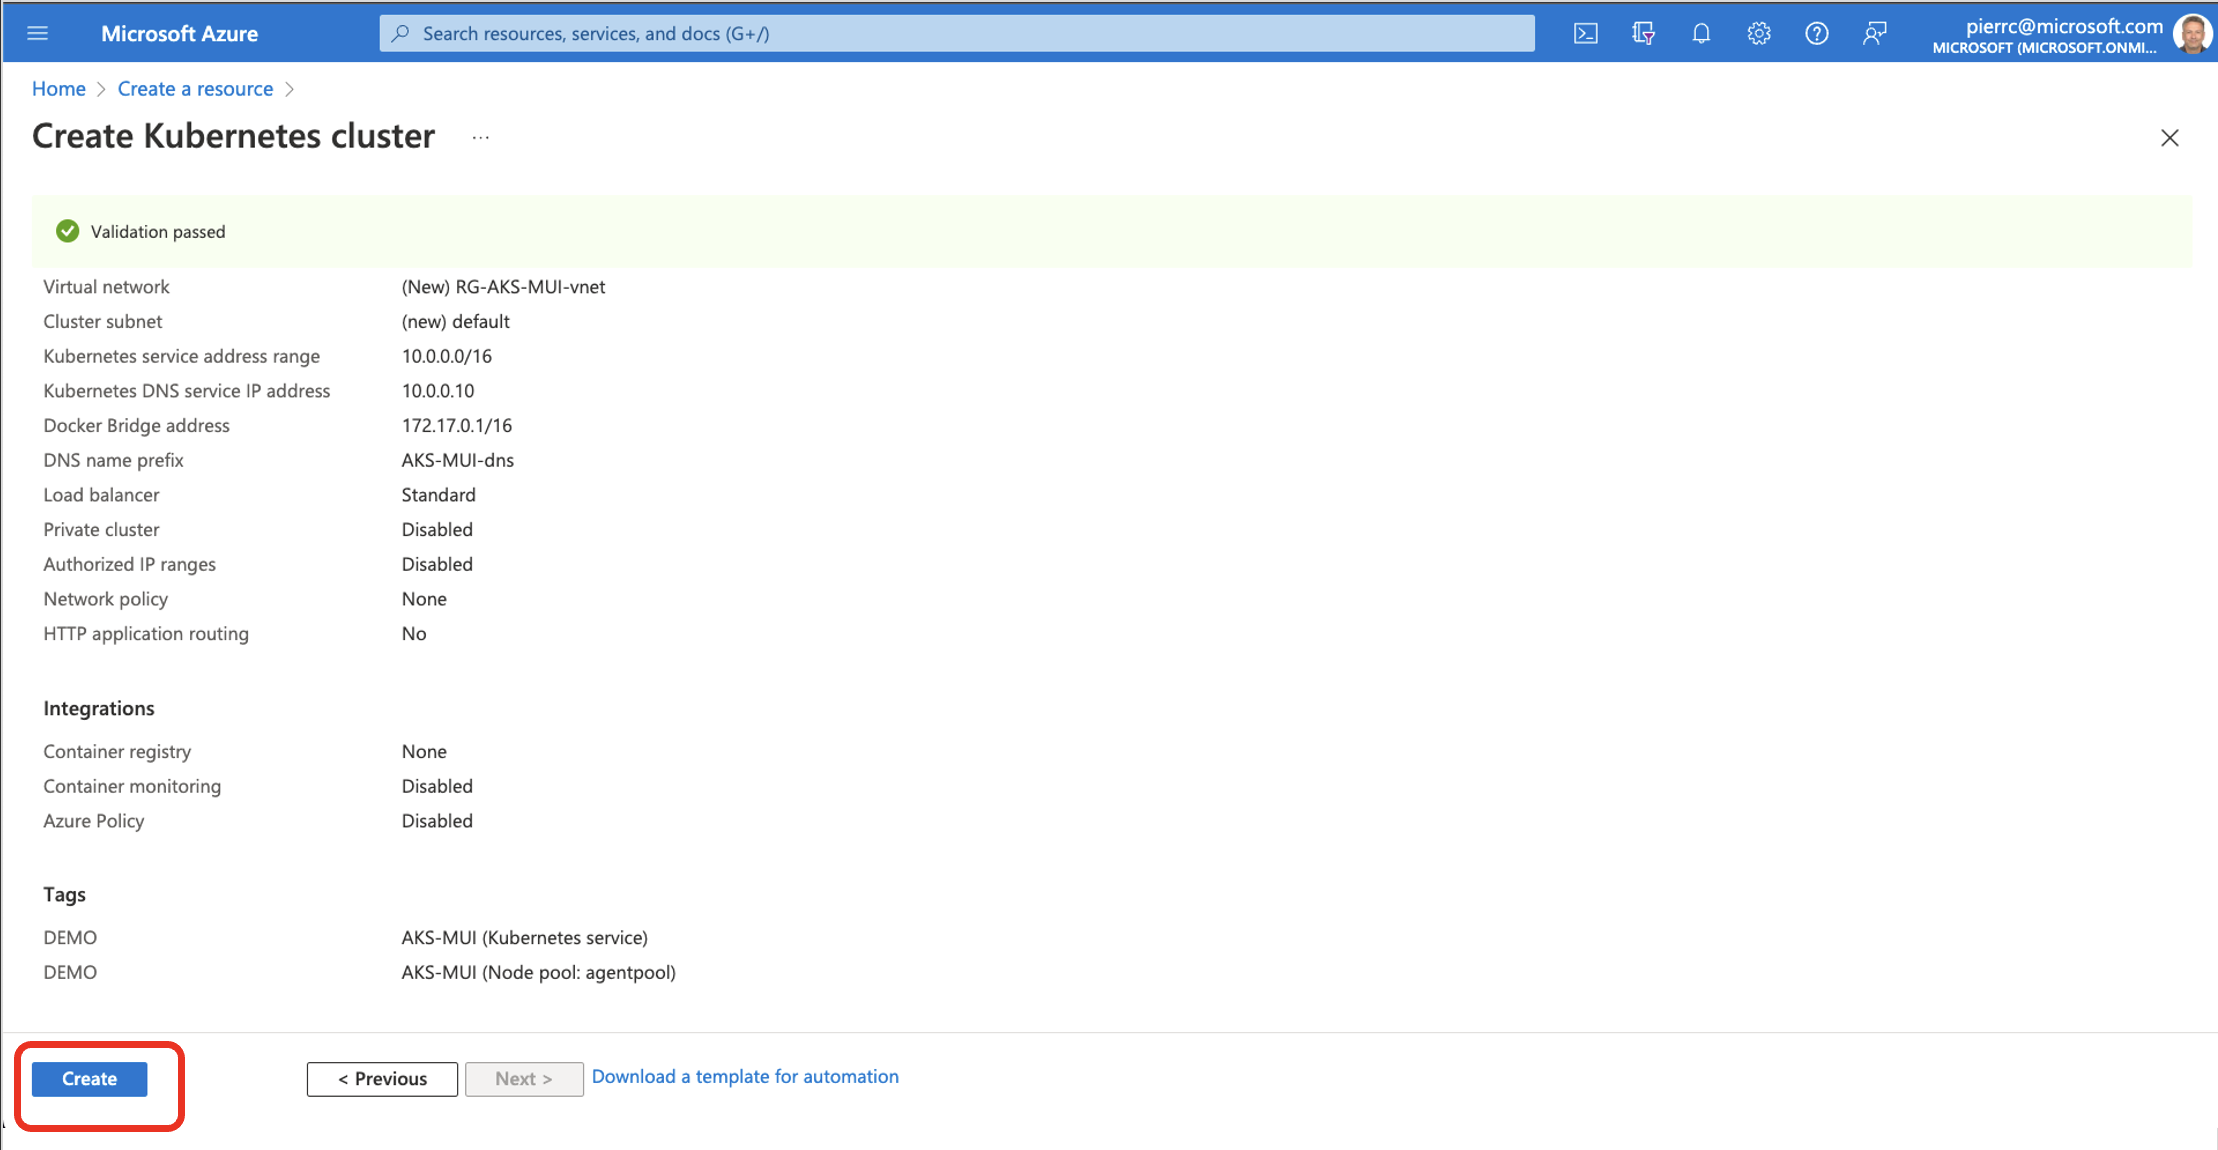 Microsoft Azure
Search resources, services, and docs (G+/)
pierrc@microsoft.com
MICROSOFT (MICROSOFT.ONMI...
Home > Create a resource >
Create Kubernetes cluster ...
Validation passed
Virtual network (New) RG-AKS-MUI-vnet
Cluster subnet (new) default
Kubernetes service address range 10.0.0.0/16
Kubernetes DNS service IP address 10.0.0.10
Docker Bridge address 172.17.0.1/16
DNS name prefix AKS-MUI-dns
Load balancer Standard
Private cluster Disabled
Authorized IP ranges Disabled
Network policy None
HTTP application routing No
Integrations
Container registry None
Container monitoring Disabled
Azure Policy Disabled
Tags
DEMO AKS-MUI (Kubernetes service)
DEMO AKS-MUI (Node pool: agentpool)
Create < Previous Next > Download a template for automation